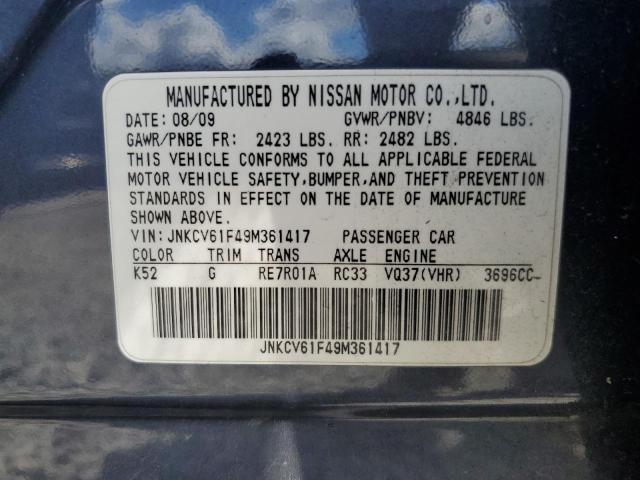 MANUFACTURED BY NISSAN MOTOR CO.,LTD.
DATE: 08/09 GVWR/PNBV: 4846 LBS.
GAWR/PNBE FR: 2423 LBS. RR: 2482 LBS.
THIS VEHICLE CONFORMS TO ALL APPLICABLE FEDERAL
MOTOR VEHICLE SAFETY,BUMPER,AND THEFT PREVENTION
STANDARDS IN EFFECT ON THE DATE OF MANUFACTURE
SHOWN ABOVE.
VIN: JNKCV61F49M361417 PASSENGER CAR
COLOR TRIM TRANS AXLE ENGINE
K52 G RE7R01A RC33 VQ37(VHR) 3696CC
JNKCV61F49M361417